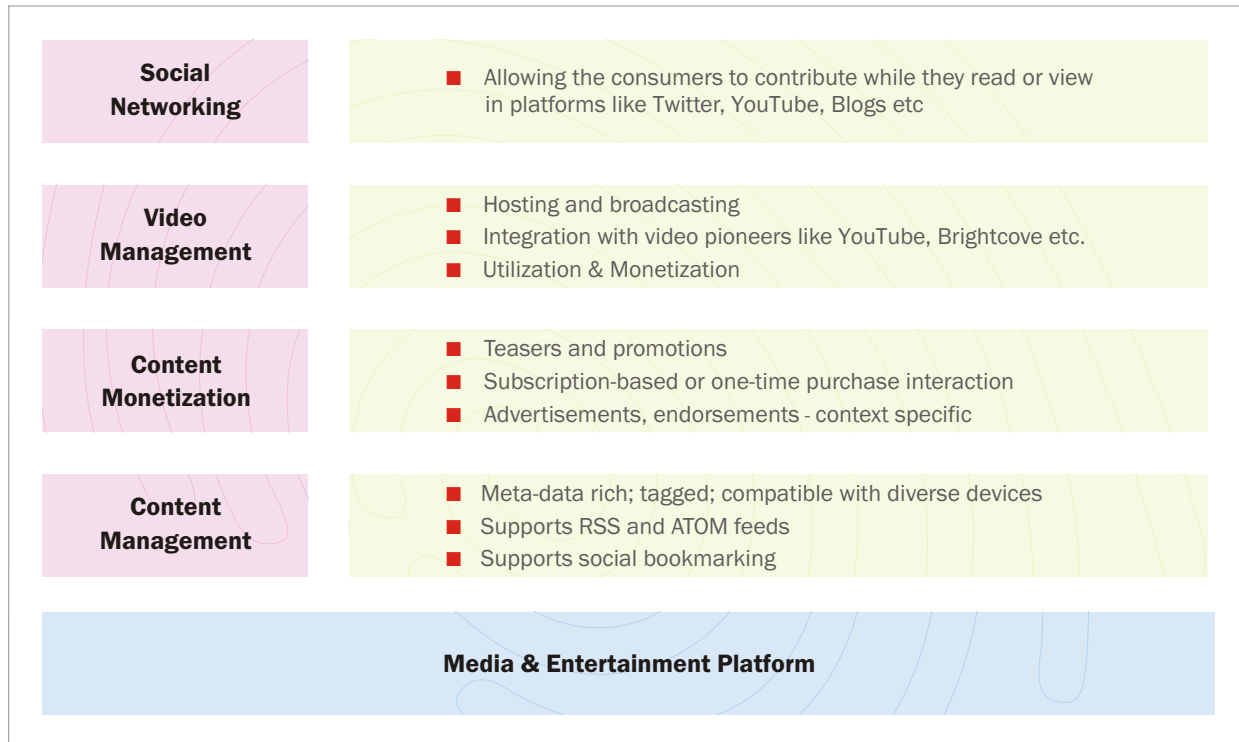 Social
Networking
■ Allowing the consumers to contribute while they read or view
in platforms like Twitter, YouTube, Blogs etc
Video
Management
■ Hosting and broadcasting
■ Integration with video pioneers like YouTube, Brightcove etc.
■ Utilization & Monetization
Content
Monetization
■ Teasers and promotions
■ Subscription-based or one-time purchase interaction
■ Advertisements, endorsements - context specific
Content
Management
■ Meta-data rich; tagged; compatible with diverse devices
■ Supports RSS and ATOM feeds
■ Supports social bookmarking
Media & Entertainment Platform